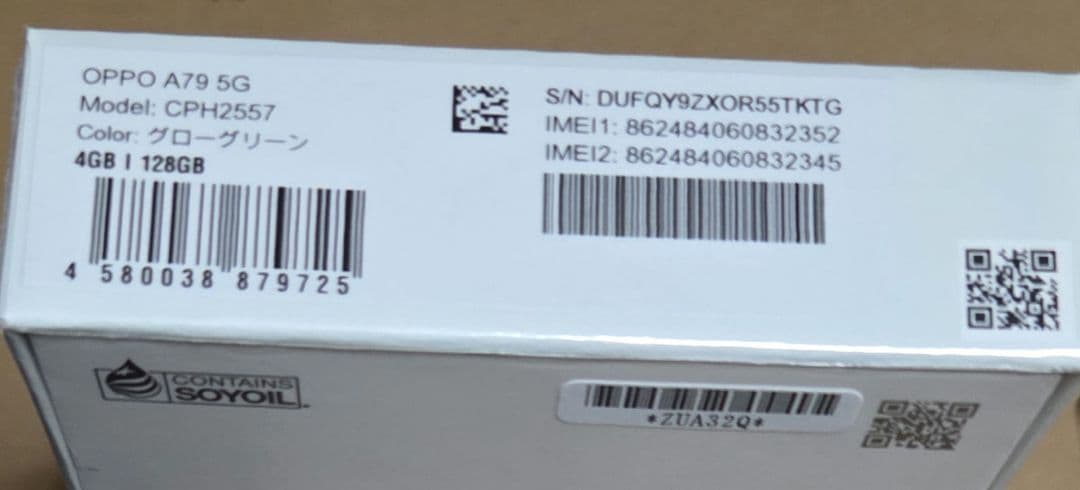 OPPO A79 5G
Model: CPH2557
Color: グローグリーン
4GB | 128GB
4 580038 879725
S/N: DUFQY9ZXOR55TKTG
IMEI1: 862484060832352
IMEI2: 862484060832345
CONTAINS
SOYOIL
*ZUA32Q*